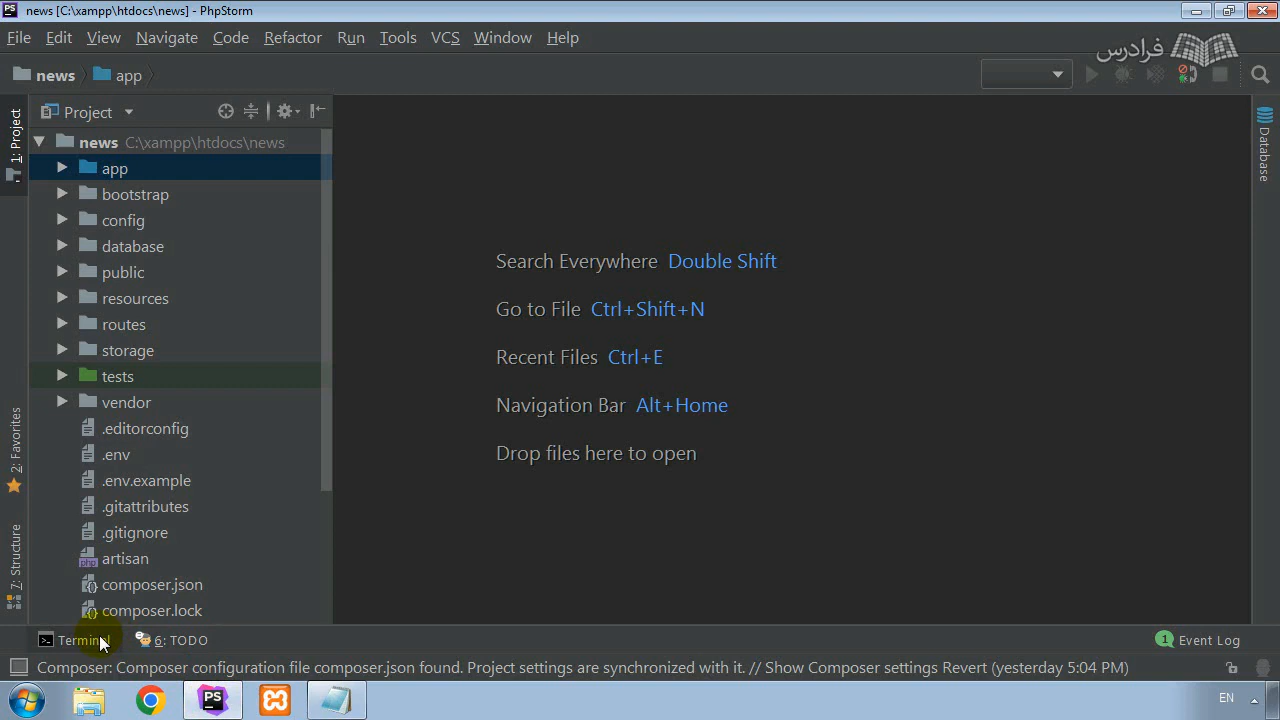 news [C:\xampp\htdocs\news] - PhpStorm
File Edit View Navigate Code Refactor Run Tools VCS Window Help
فرادرس
news app
Project
news C:\xampp\htdocs\news
app
bootstrap
config
database
public
resources
routes
storage
tests
vendor
.editorconfig
.env
.env.example
.gitattributes
.gitignore
artisan
composer.json
composer.lock
1: Project
2: Favorites
7: Structure
Search Everywhere Double Shift
Go to File Ctrl+Shift+N
Recent Files Ctrl+E
Navigation Bar Alt+Home
Drop files here to open
Database
Terminal 6: TODO
1 Event Log
Composer: Composer configuration file composer.json found. Project settings are synchronized with it. // Show Composer settings Revert (yesterday 5:04 PM)
EN